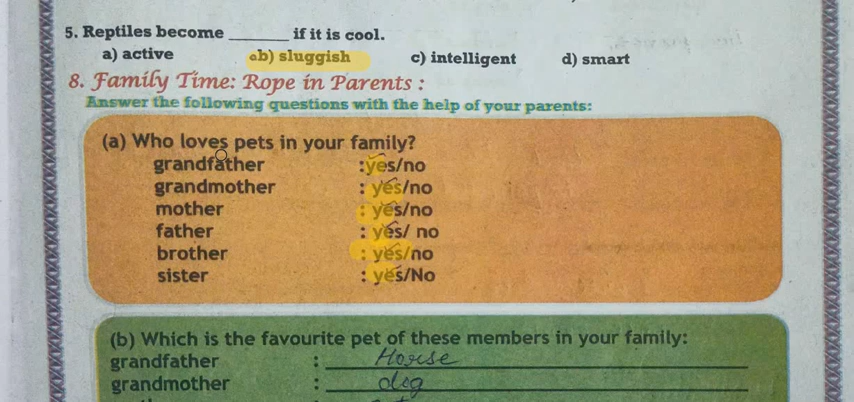 5. Reptiles become ______ if it is cool.
a) active b) sluggish c) intelligent d) smart
8. Family Time: Rope in Parents :
Answer the following questions with the help of your parents:
(a) Who loves pets in your family?
grandfather :yes/no
grandmother : yes/no
mother : yes/no
father : yes/ no
brother : yes/no
sister : yes/No
(b) Which is the favourite pet of these members in your family:
grandfather : Horse
grandmother : dog